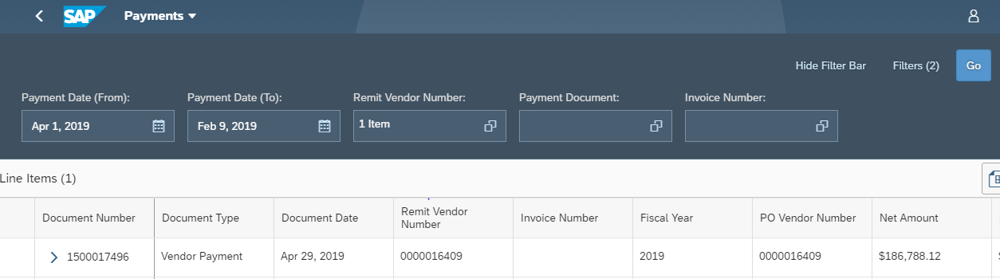 SAP Payments
Hide Filter Bar Filters (2) Go
Payment Date (From): Payment Date (To): Remit Vendor Number: Payment Document: Invoice Number:
Apr 1, 2019 Feb 9, 2019 1 Item
Line Items (1)
Document Number Document Type Document Date Remit Vendor Number Invoice Number Fiscal Year PO Vendor Number Net Amount
1500017496 Vendor Payment Apr 29, 2019 0000016409 2019 0000016409 $186,788.12